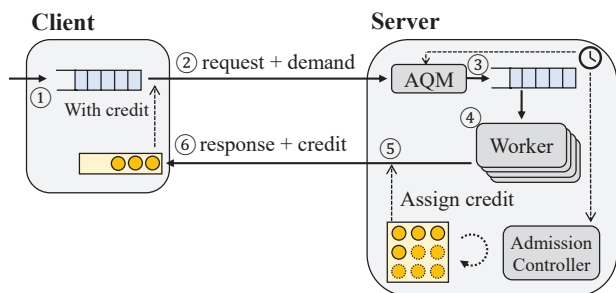 Client
Server
② request + demand
AQM
③
①
With credit
④
Worker
⑥ response + credit
⑤
Assign credit
Admission
Controller